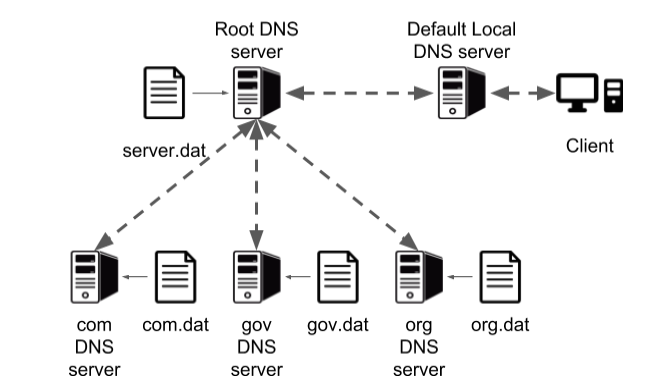 Root DNS
server
Default Local
DNS server
server.dat
Client
com
DNS
server
com.dat
gov
DNS
server
gov.dat
org
DNS
server
org.dat